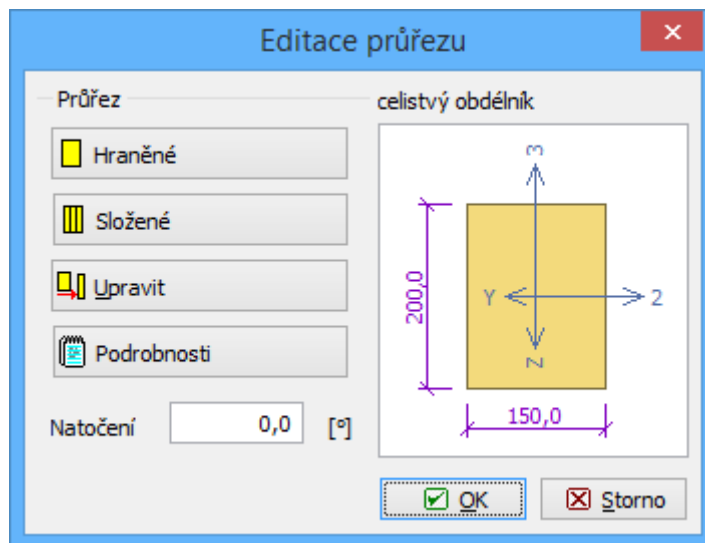 Editace průřezu
Průřez
celistvý obdélník
Hraněné
Složené
Upravit
Podrobnosti
Natočení 0,0 [°]
3
200,0
Y 2
Z
150,0
OK Storno